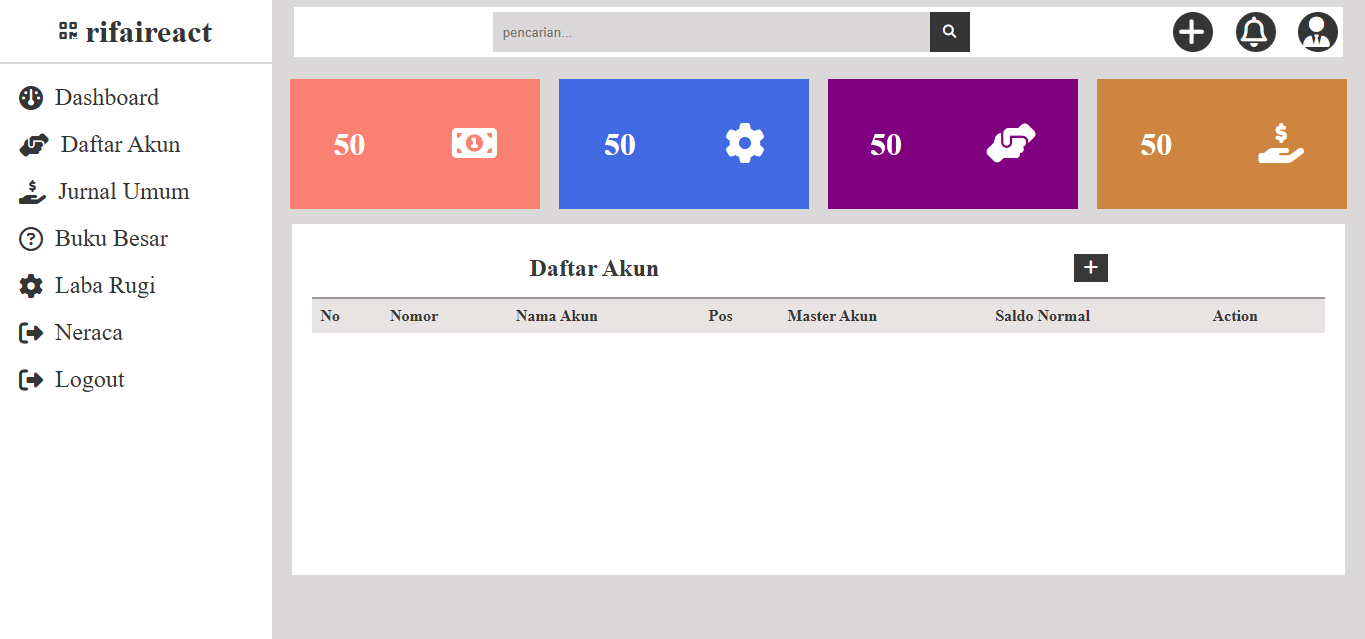 rifaireact
Dashboard
Daftar Akun
Jurnal Umum
Buku Besar
Laba Rugi
Neraca
Logout
pencarian...
50
50
50
50
Daftar Akun
No Nomor Nama Akun Pos Master Akun Saldo Normal Action